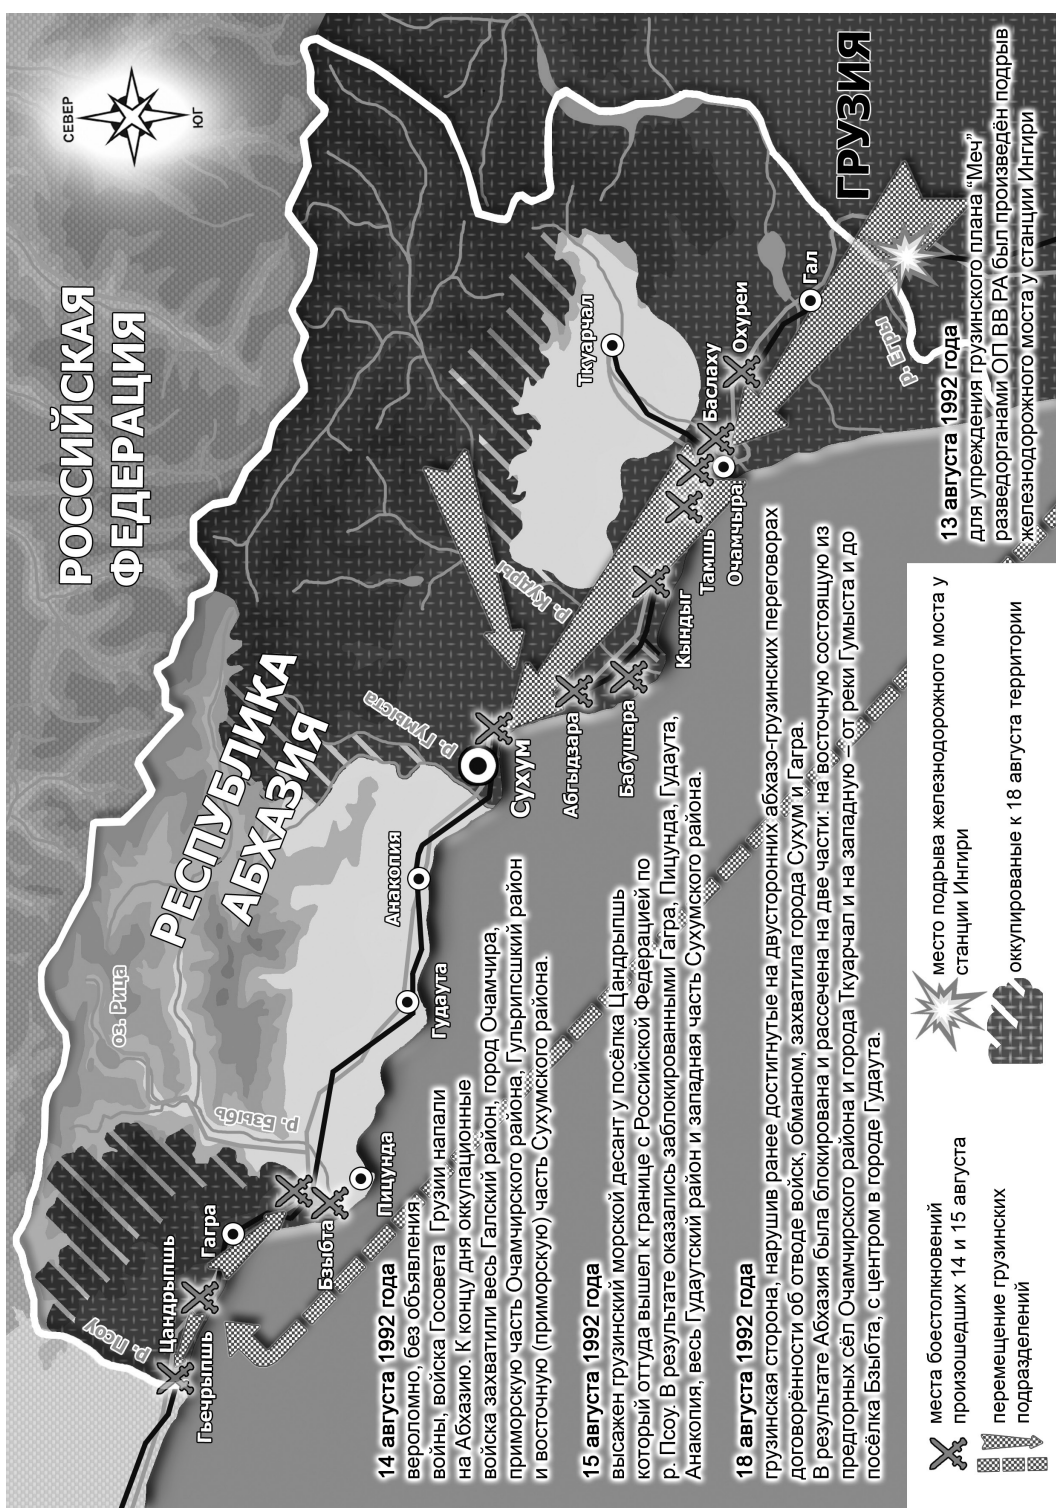 СЕВЕР
ЮГ
РОССИЙСКАЯ
ФЕДЕРАЦИЯ
РЕСПУБЛИКА
АБХАЗИЯ
ГРУЗИЯ
оз. Рица
р. Псоу
р. Бзыбь
р. Гумыста
р. Кудры
р. Егры
Гьечрыпшь
Цандрыпшь
Гагра
Бзыбта
Пицунда
Гудаута
Анакопия
Сухум
Абгыдзара
Бабушара
Кындыг
Тамшь
Очамчыра
Баслаху
Охуреи
Ткуарчал
Гал
13 августа 1992 года
для упреждения грузинского плана “Меч”
разведорганами ОП ВВ РА был произведён подрыв
железнодорожного моста у станции Ингири
14 августа 1992 года
вероломно, без объявления
войны, войска Госовета Грузии напали
на Абхазию. К концу дня оккупационные
войска захватили весь Галский район, город Очамчира,
приморскую часть Очамчирского района, Гульрипсшкий район
и восточную (приморскую) часть Сухумского района.
15 августа 1992 года
высажен грузинский морской десант у посёлка Цандрыпшь
который оттуда вышел к границе с Российской Федерацией по
р. Псоу. В результате оказались заблокированными Гагра, Пицунда, Гудаута,
Анакопия, весь Гудаутский район и западная часть Сухумского района.
18 августа 1992 года
грузинская сторона, нарушив ранее достигнутые на двусторонних абхазо-грузинских переговорах
договорённости об отводе войск, обманом, захватила города Сухум и Гагра.
В результате Абхазия была блокирована и рассечена на две части: на восточную состоящую из
предгорных сёл Очамчирского района и города Ткуарчал и на западную – от реки Гумыста и до
посёлка Бзыбта, с центром в городе Гудаута.
места боестолкновений
произошедших 14 и 15 августа
перемещение грузинских
подразделений
место подрыва железнодорожного моста у
станции Ингири
оккупированые к 18 августа территории